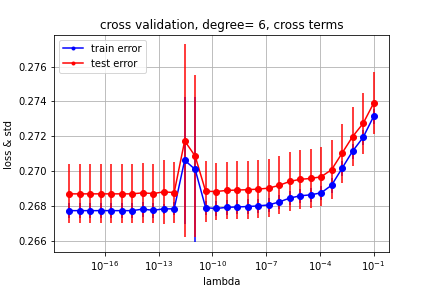 cross validation, degree= 6, cross terms
train error
test error
0.276
0.274
0.272
0.270
0.268
0.266
loss & std
10⁻¹⁶ 10⁻¹³ 10⁻¹⁰ 10⁻⁷ 10⁻⁴ 10⁻¹
lambda